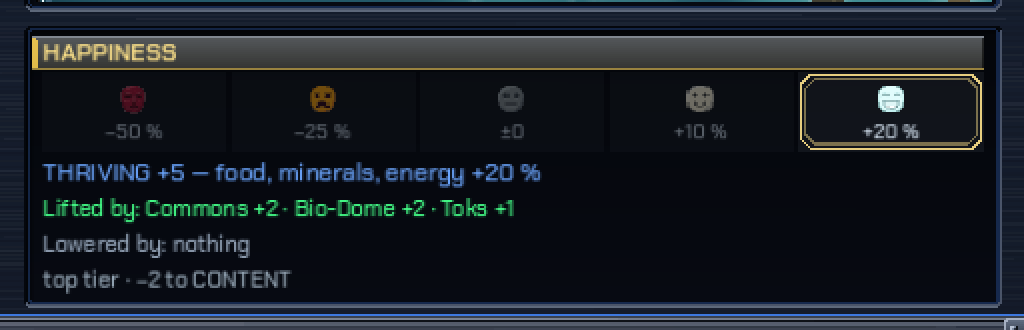 HAPPINESS
−50 % −25 % ±0 +10 % +20 %
THRIVING +5 — food, minerals, energy +20 %
Lifted by: Commons +2 · Bio-Dome +2 · Toks +1
Lowered by: nothing
top tier · −2 to CONTENT